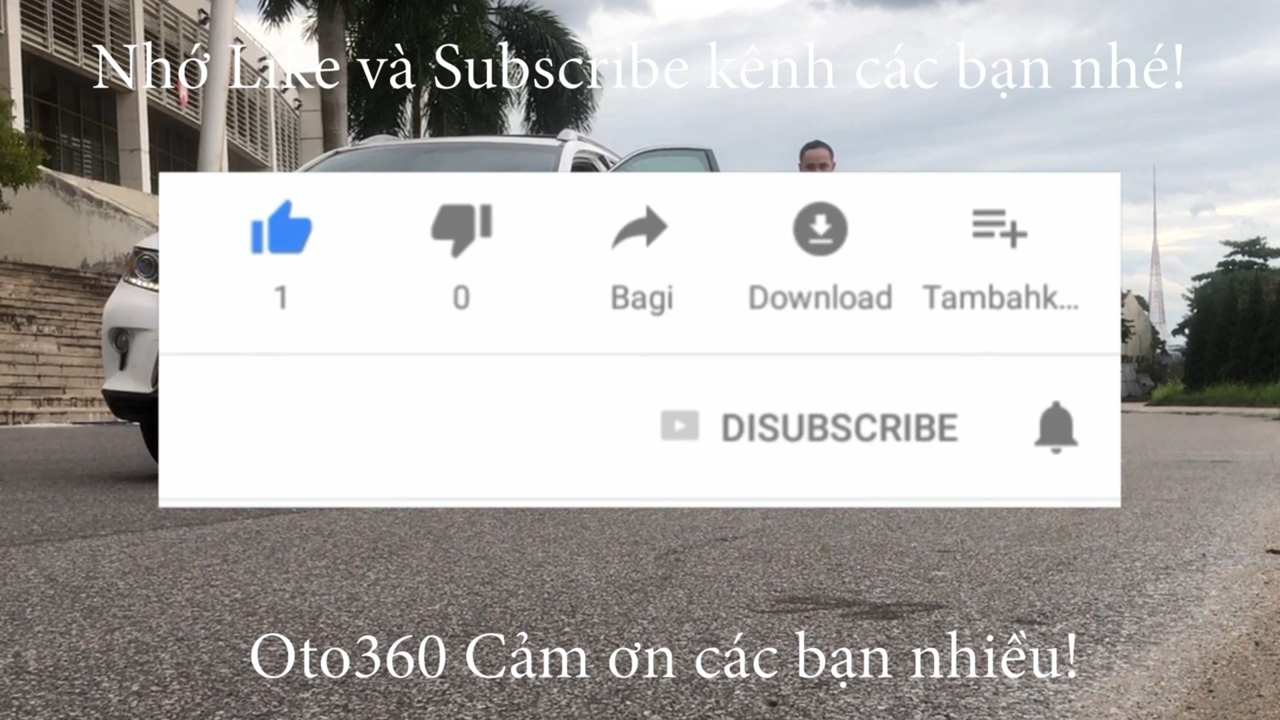 Nhớ Like và Subscribe kênh các bạn nhé!
1
0
Bagi
Download
Tambahk...
DISUBSCRIBE
Oto360 Cảm ơn các bạn nhiều!